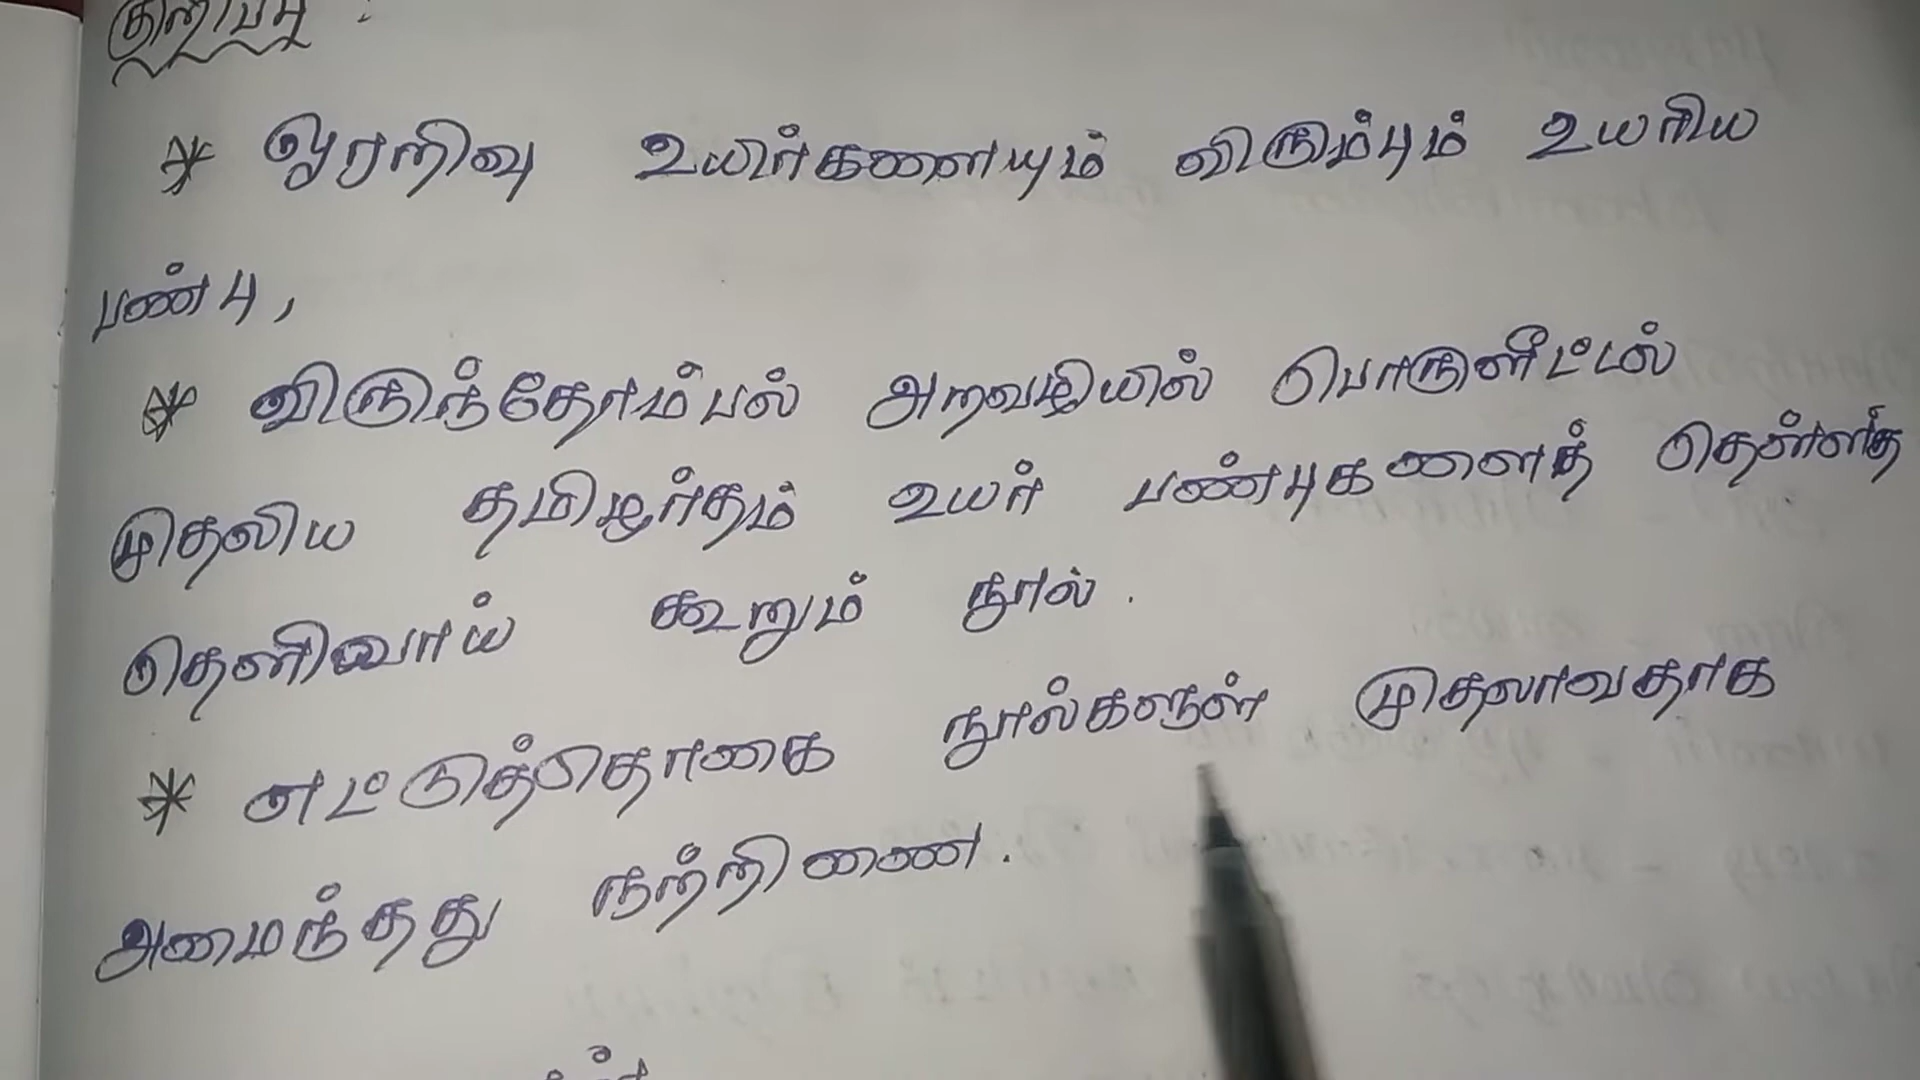 குறிப்பு :
* ஓரறிவு உயிர்களையும் விரும்பும் உயரிய
பண்பு,
* விருந்தோம்பல் அறவழியில் பொருளீட்டல்
முதலிய தமிழர்தம் உயர் பண்புகளைத் தெள்ளத்
தெளிவாய் கூறும் நூல்.
* எட்டுத்தொகை நூல்களுள் முதலாவதாக
அமைந்தது நற்றிணை.